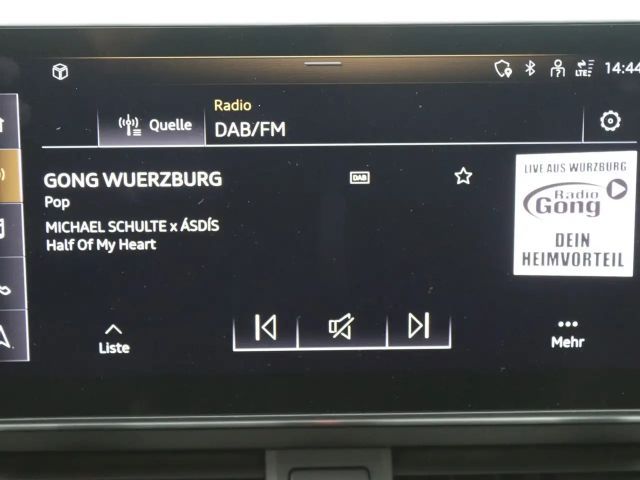 LTE 14:44
Radio
Quelle
DAB/FM
GONG WUERZBURG
DAB
Pop
MICHAEL SCHULTE x ÁSDÍS
Half Of My Heart
LIVE AUS WÜRZBURG
Radio
Gong
DEIN
HEIMVORTEIL
Liste
Mehr